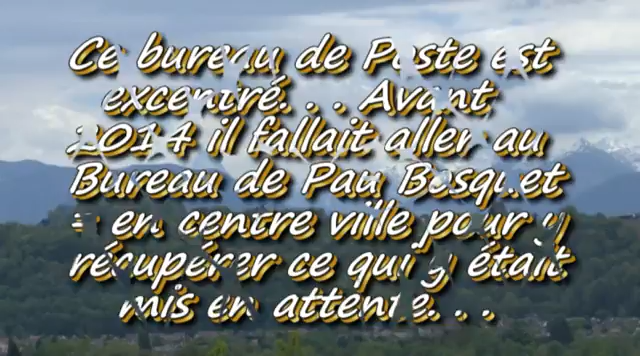 Ce bureau de Poste est
excentré. . . Avant
2014 il fallait aller au
Bureau de Pau Bosquet
= en centre ville pour y
récupérer ce qui y était
mis en attente. . .